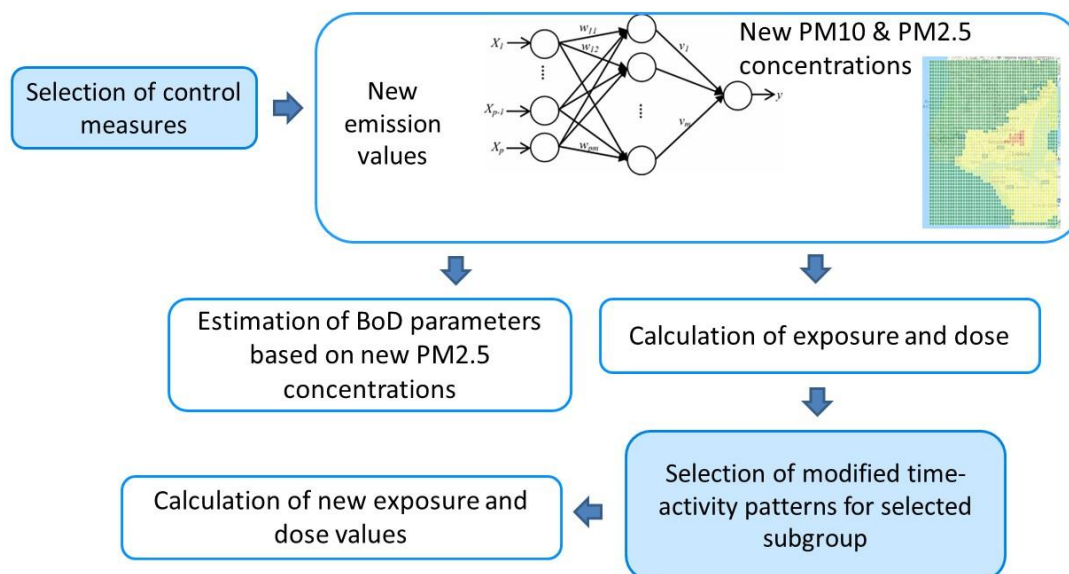 Selection of control
measures
New
emission
values
X1
Xp-1
Xp
w11
w12
wpm
v1
vm
y
New PM10 & PM2.5
concentrations
Estimation of BoD parameters
based on new PM2.5
concentrations
Calculation of exposure and dose
Selection of modified time-
activity patterns for selected
subgroup
Calculation of new exposure and
dose values